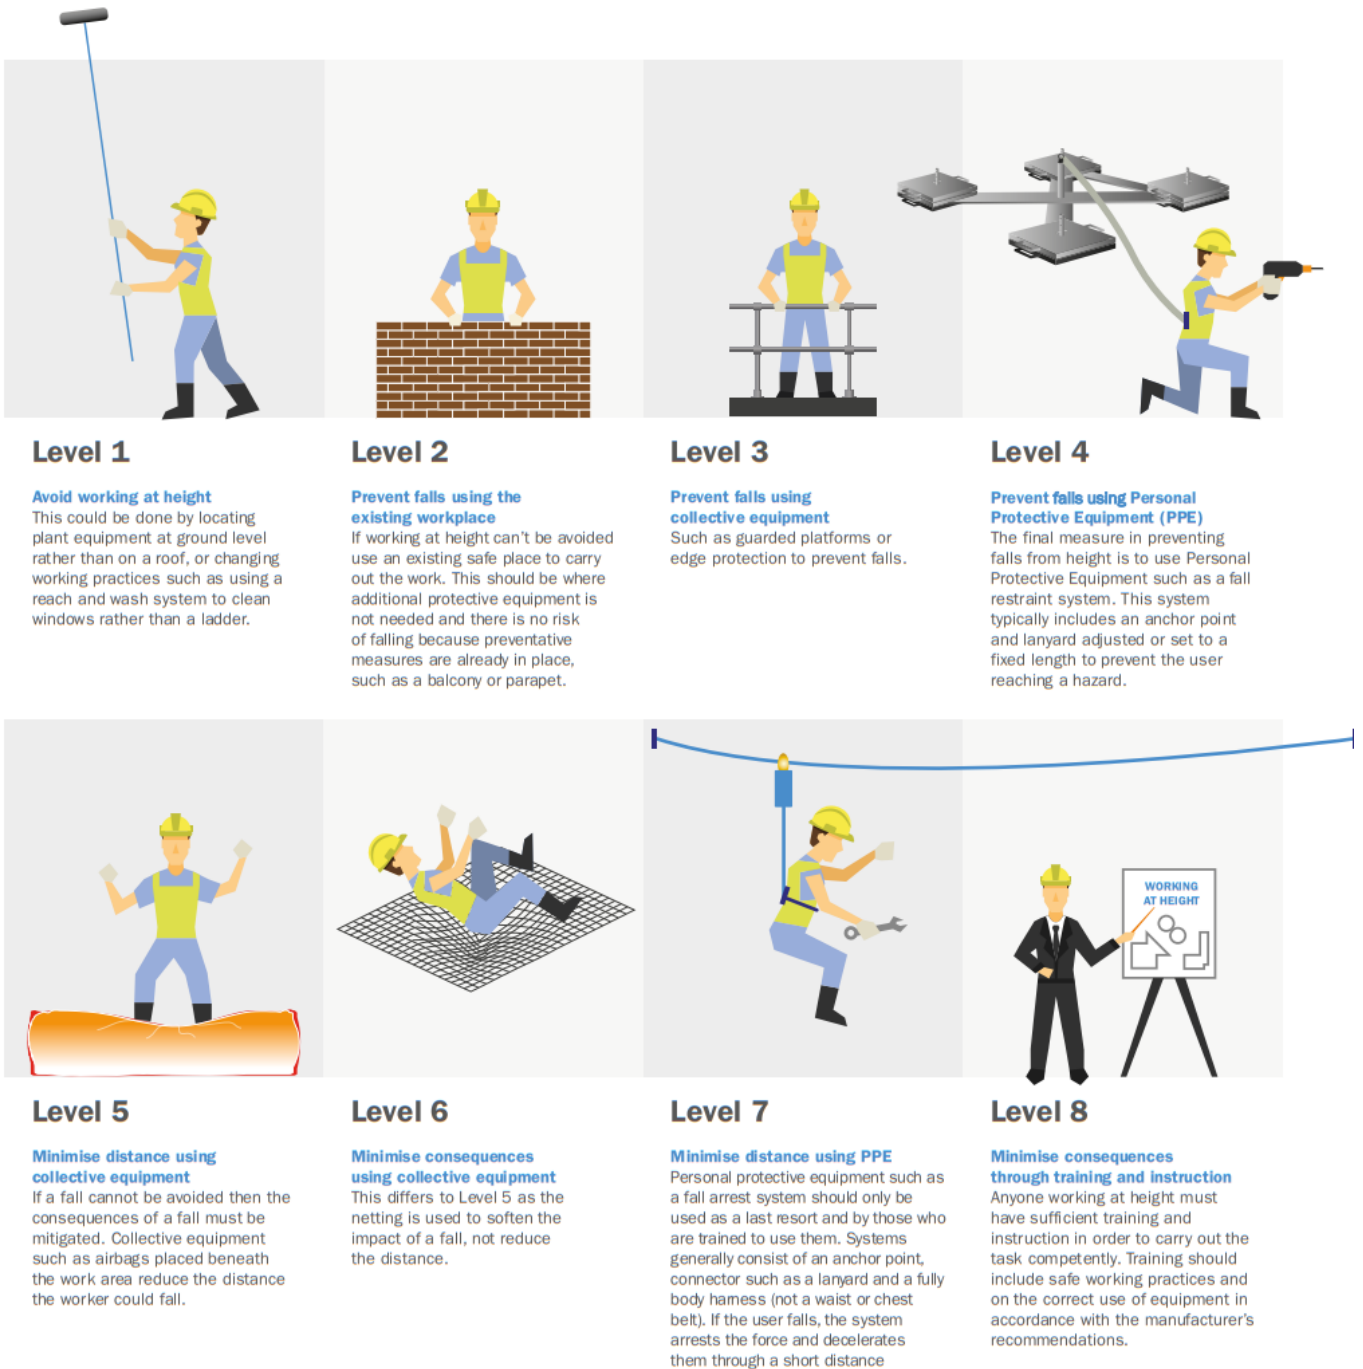 Level 1
Avoid working at height
This could be done by locating
plant equipment at ground level
rather than on a roof, or changing
working practices such as using a
reach and wash system to clean
windows rather than a ladder.
Level 2
Prevent falls using the
existing workplace
If working at height can't be avoided
use an existing safe place to carry
out the work. This should be where
additional protective equipment is
not needed and there is no risk
of falling because preventative
measures are already in place,
such as a balcony or parapet.
Level 3
Prevent falls using
collective equipment
Such as guarded platforms or
edge protection to prevent falls.
Level 4
Prevent falls using Personal
Protective Equipment (PPE)
The final measure in preventing
falls from height is to use Personal
Protective Equipment such as a fall
restraint system. This system
typically includes an anchor point
and lanyard adjusted or set to a
fixed length to prevent the user
reaching a hazard.
WORKING
AT HEIGHT
Level 5
Minimise distance using
collective equipment
If a fall cannot be avoided then the
consequences of a fall must be
mitigated. Collective equipment
such as airbags placed beneath
the work area reduce the distance
the worker could fall.
Level 6
Minimise consequences
using collective equipment
This differs to Level 5 as the
netting is used to soften the
impact of a fall, not reduce
the distance.
Level 7
Minimise distance using PPE
Personal protective equipment such as
a fall arrest system should only be
used as a last resort and by those who
are trained to use them. Systems
generally consist of an anchor point,
connector such as a lanyard and a fully
body harness (not a waist or chest
belt). If the user falls, the system
arrests the force and decelerates
them through a short distance
Level 8
Minimise consequences
through training and instruction
Anyone working at height must
have sufficient training and
instruction in order to carry out the
task competently. Training should
include safe working practices and
on the correct use of equipment in
accordance with the manufacturer's
recommendations.